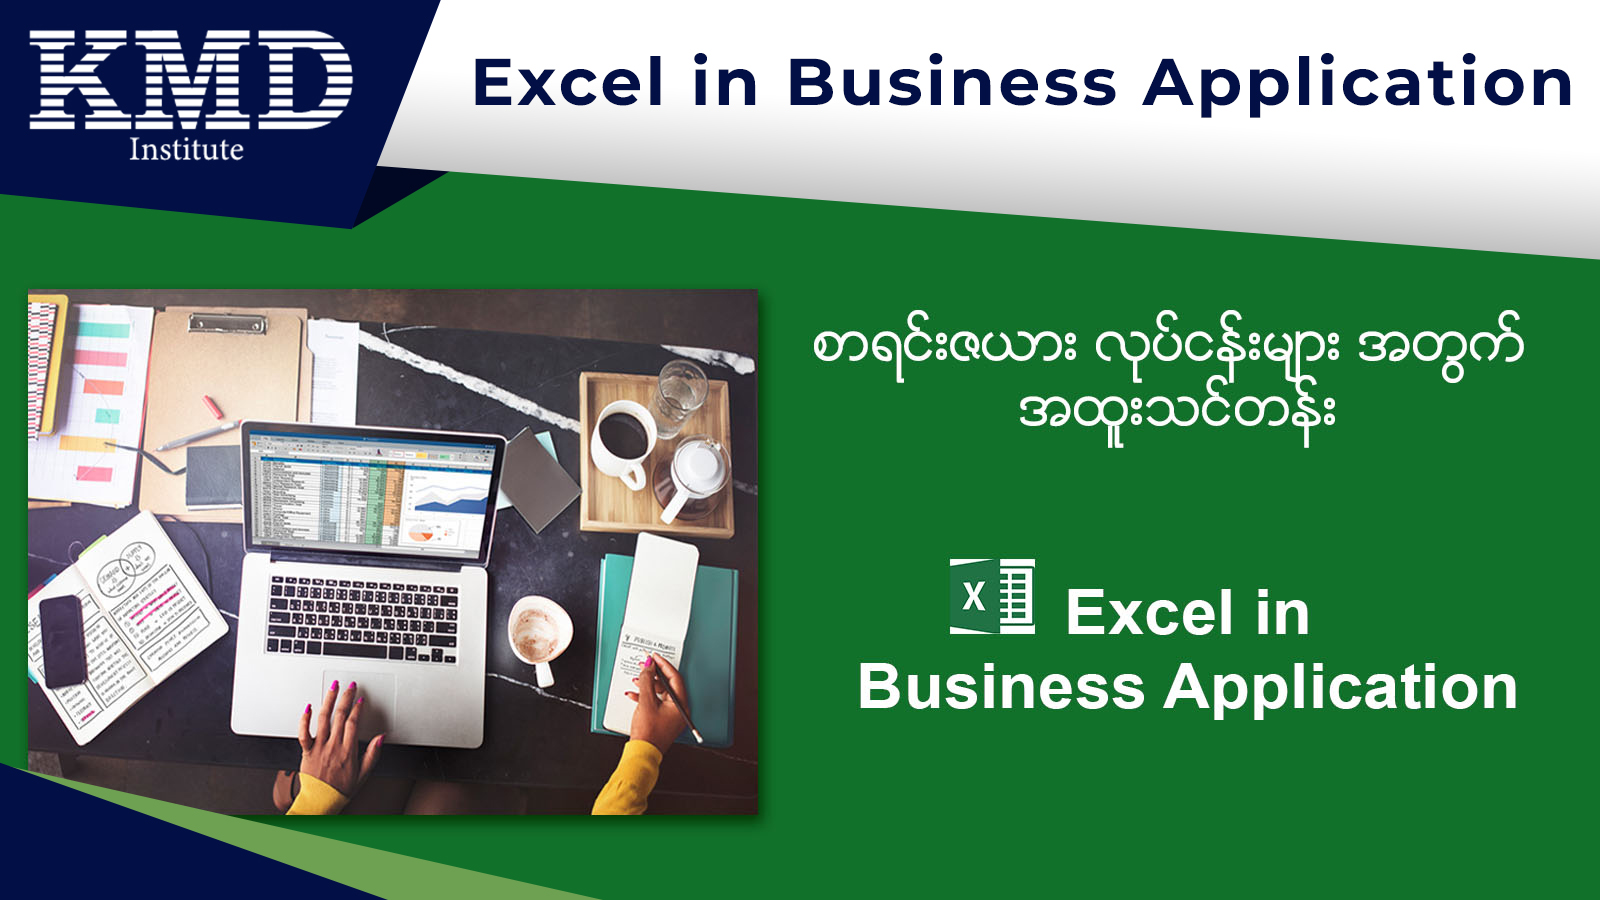 KMD
Institute
Excel in Business Application
စာရင်းဇယား လုပ်ငန်းများ အတွက်
အထူးသင်တန်း
X
Excel in
Business Application